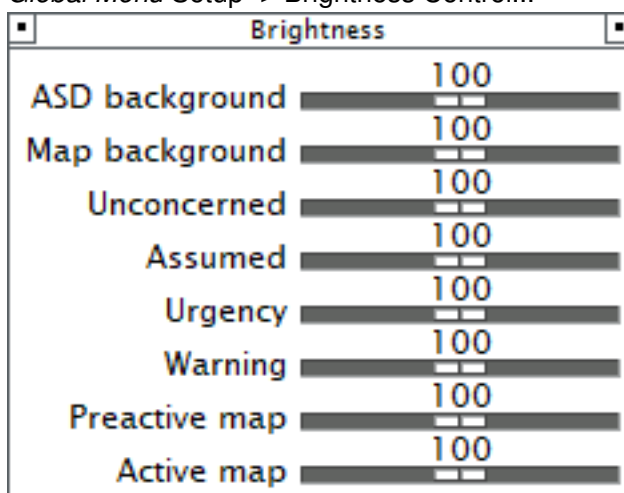 Global Menu Setup -> Brightness Control...
Brightness
100
ASD background
100
Map background
100
Unconcerned
100
Assumed
100
Urgency
100
Warning
100
Preactive map
100
Active map